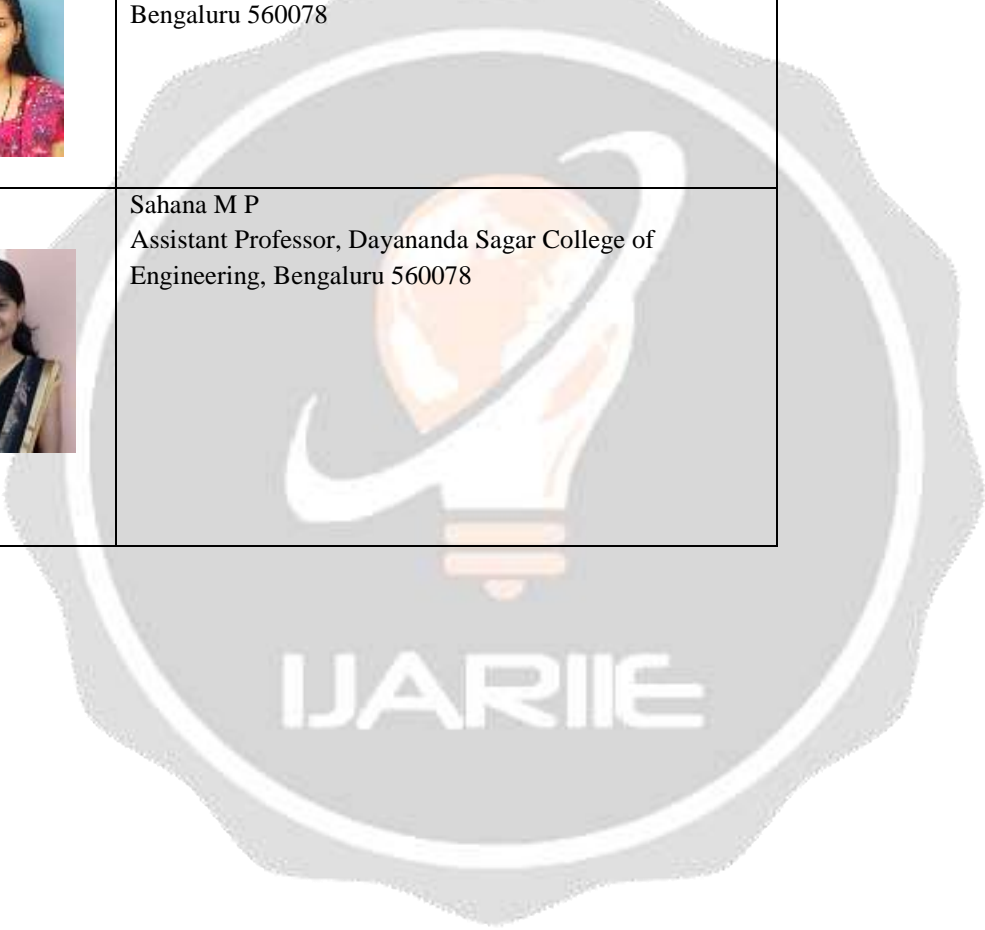 Bengaluru 560078
Sahana M P
Assistant Professor, Dayananda Sagar College of
Engineering, Bengaluru 560078
IJARIIE